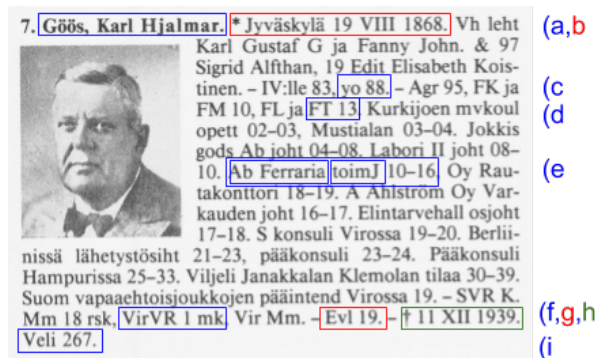 7. Göös, Karl Hjalmar. * Jyväskylä 19 VIII 1868. Vh leht (a,b
Karl Gustaf G ja Fanny John. & 97
Sigrid Alfthan, 19 Edit Elisabeth Kois-
tinen. – IV:lle 83, yo 88. – Agr 95, FK ja (c
FM 10, FL ja FT 13. Kurkijoen mvkoul (d
opett 02–03, Mustialan 03–04. Jokkis
gods Ab joht 04–08. Labori II joht 08–
10. Ab Ferraria toimJ 10–16, Oy Rau- (e
takonttori 18–19. A Ahlström Oy Var-
kauden joht 16–17. Elintarvehall osjoht
17–18. S konsuli Virossa 19–20. Berlii-
nissä lähetystösiht 21–23, pääkonsuli 23–24. Pääkonsuli
Hampurissa 25–33. Viljeli Janakkalan Klemolan tilaa 30–39.
Suom vapaaehtoisjoukkojen pääintend Virossa 19. – SVR K.
Mm 18 rsk, VirVR 1 mk, Vir Mm. – Evl 19. – † 11 XII 1939. (f,g,h
Veli 267. (i